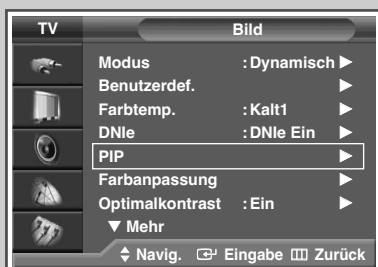 TV Bild
Modus : Dynamisch ▶
Benutzerdef. ▶
Farbtemp. : Kalt1 ▶
DNIe : DNIe Ein ▶
PIP ▶
Farbanpassung ▶
Optimalkontrast : Ein ▶
▼ Mehr
Navig. Eingabe Zurück